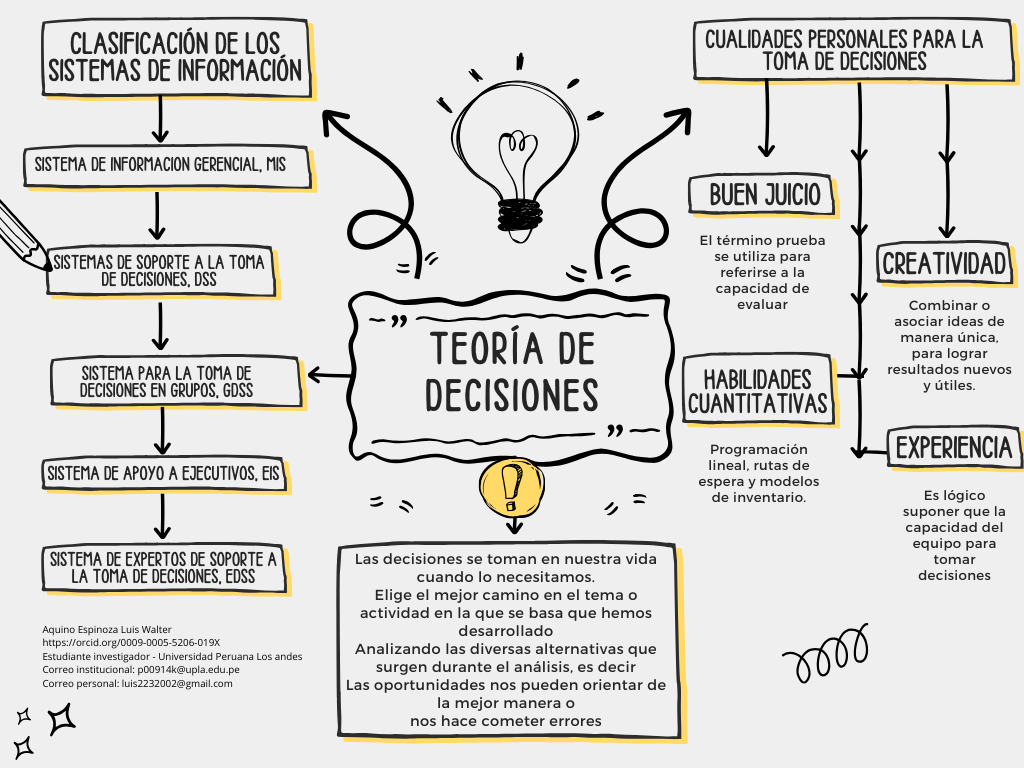 CLASIFICACIÓN DE LOS
SISTEMAS DE INFORMACIÓN
SISTEMA DE INFORMACION GERENCIAL, MIS
SISTEMAS DE SOPORTE A LA TOMA
DE DECISIONES, DSS
SISTEMA PARA LA TOMA DE
DECISIONES EN GRUPOS, GDSS
SISTEMA DE APOYO A EJECUTIVOS, EIS
SISTEMA DE EXPERTOS DE SOPORTE A
LA TOMA DE DECISIONES, EDSS
Aquino Espinoza Luis Walter
https://orcid.org/0009-0005-5206-019X
Estudiante investigador - Universidad Peruana Los andes
Correo institucional: p00914k@upla.edu.pe
Correo personal: luis2232002@gmail.com
TEORÍA DE
DECISIONES
Las decisiones se toman en nuestra vida
cuando lo necesitamos.
Elige el mejor camino en el tema o
actividad en la que se basa que hemos
desarrollado
Analizando las diversas alternativas que
surgen durante el análisis, es decir
Las oportunidades nos pueden orientar de
la mejor manera o
nos hace cometer errores
CUALIDADES PERSONALES PARA LA
TOMA DE DECISIONES
BUEN JUICIO
El término prueba
se utiliza para
referirse a la
capacidad de
evaluar
CREATIVIDAD
Combinar o
asociar ideas de
manera única,
para lograr
resultados nuevos
y útiles.
HABILIDADES
CUANTITATIVAS
Programación
lineal, rutas de
espera y modelos
de inventario.
EXPERIENCIA
Es lógico
suponer que la
capacidad del
equipo para
tomar
decisiones